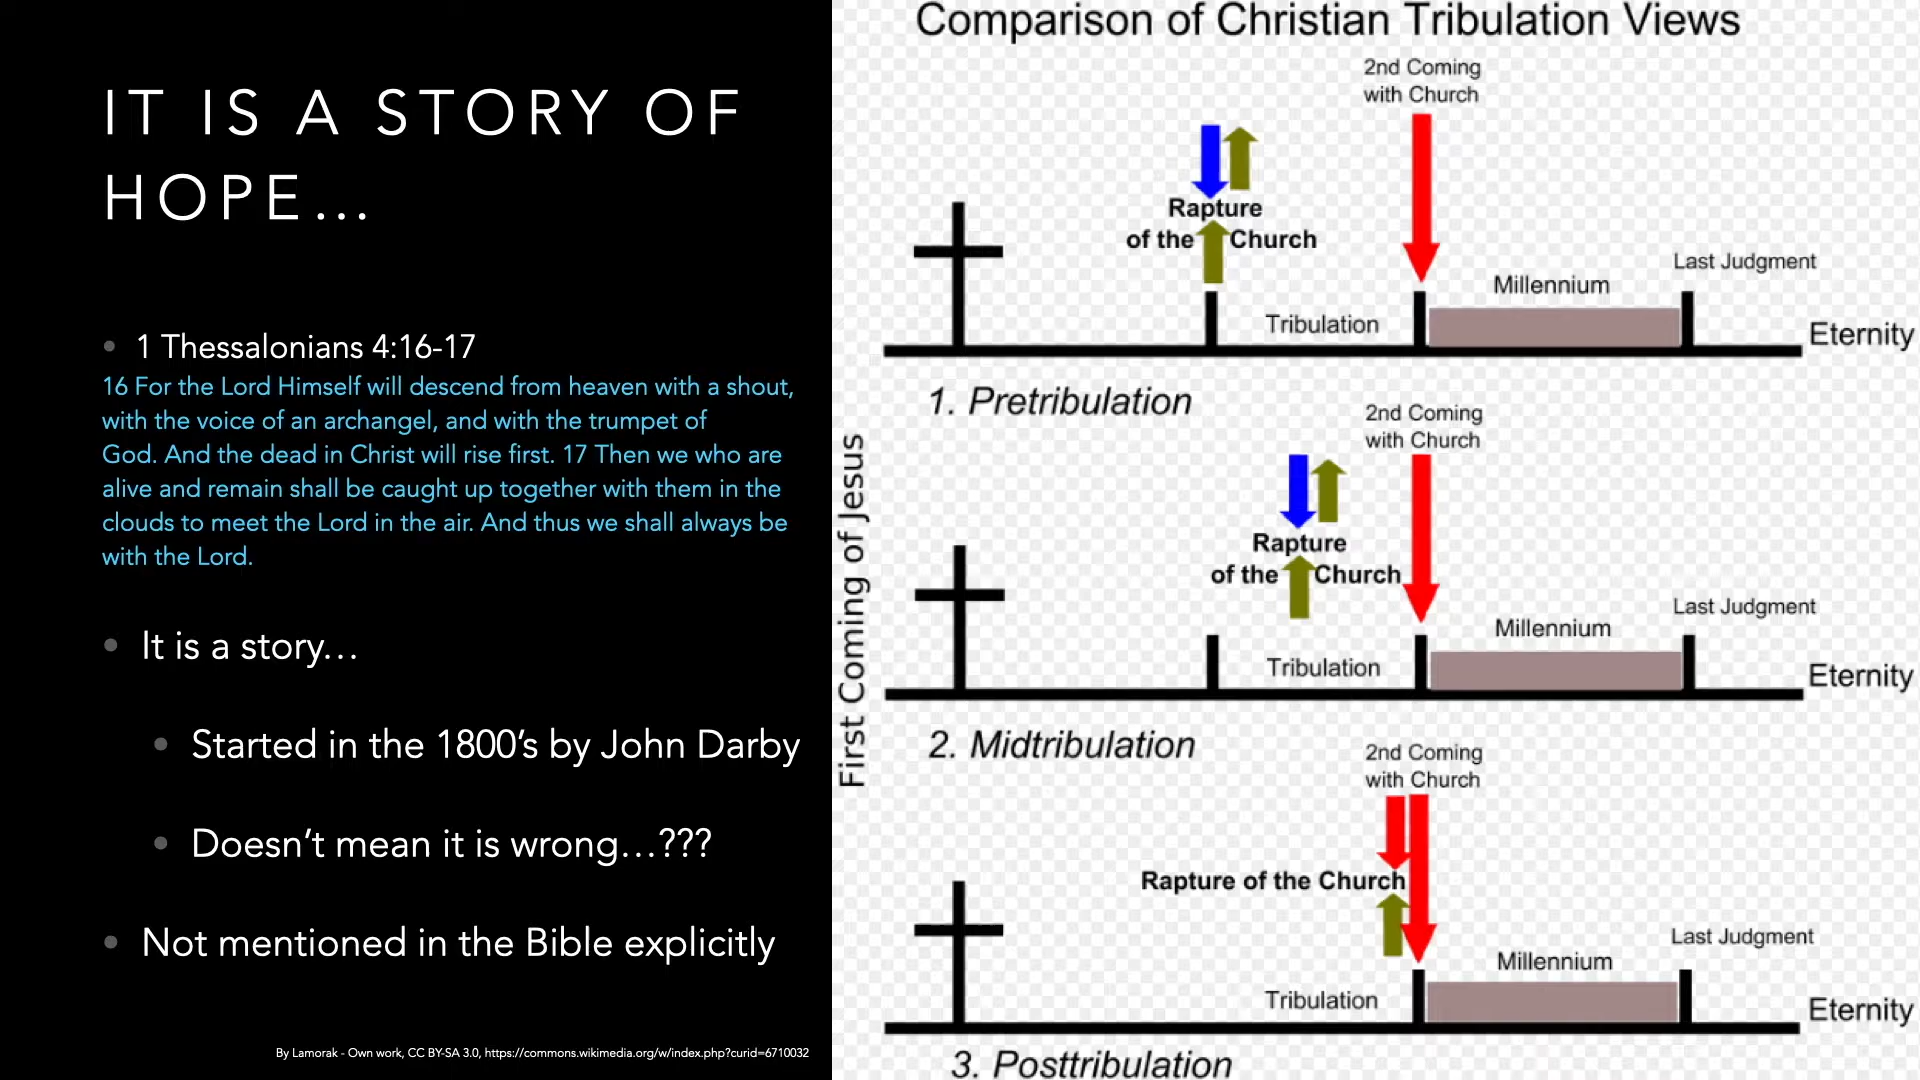 IT IS A STORY OF
HOPE…
• 1 Thessalonians 4:16-17
16 For the Lord Himself will descend from heaven with a shout,
with the voice of an archangel, and with the trumpet of
God. And the dead in Christ will rise first. 17 Then we who are
alive and remain shall be caught up together with them in the
clouds to meet the Lord in the air. And thus we shall always be
with the Lord.
• It is a story…
• Started in the 1800’s by John Darby
• Doesn’t mean it is wrong…???
• Not mentioned in the Bible explicitly
By Lamorak - Own work, CC BY-SA 3.0, https://commons.wikimedia.org/w/index.php?curid=6710032
Comparison of Christian Tribulation Views
First Coming of Jesus
2nd Coming
with Church
Rapture
of the Church
Last Judgment
Millennium
Tribulation
Eternity
1. Pretribulation
2nd Coming
with Church
Rapture
of the Church
Last Judgment
Millennium
Tribulation
Eternity
2. Midtribulation
2nd Coming
with Church
Rapture of the Church
Last Judgment
Millennium
Tribulation
Eternity
3. Posttribulation